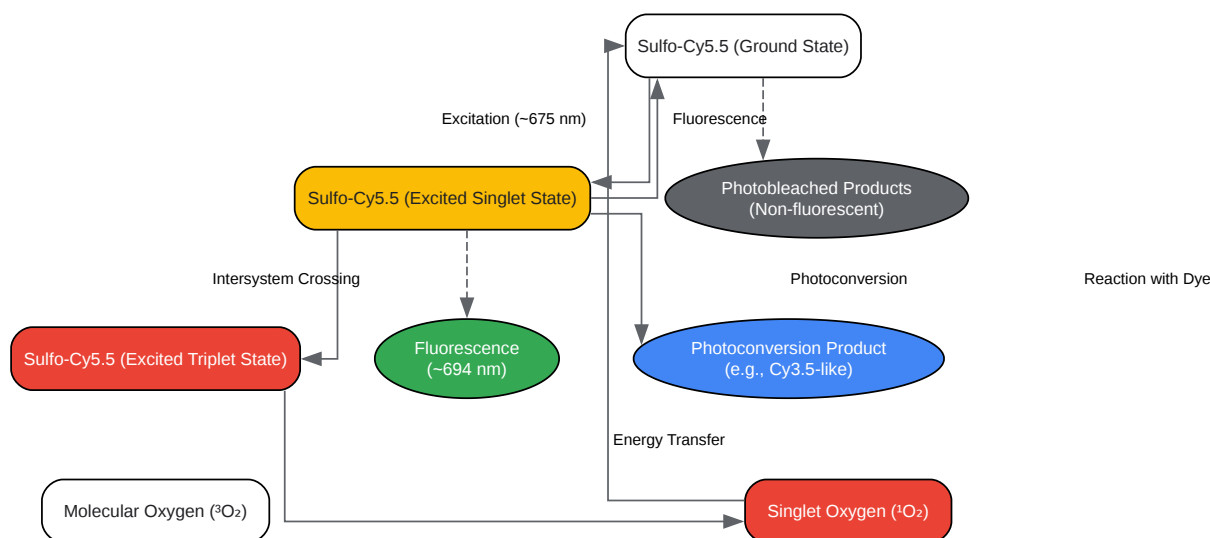 Sulfo-Cy5.5 (Ground State)
Excitation (~675 nm)
Fluorescence
Sulfo-Cy5.5 (Excited Singlet State)
Photobleached Products
(Non-fluorescent)
Intersystem Crossing
Photoconversion
Reaction with Dye
Sulfo-Cy5.5 (Excited Triplet State)
Fluorescence
(~694 nm)
Photoconversion Product
(e.g., Cy3.5-like)
Energy Transfer
Molecular Oxygen (³O₂)
Singlet Oxygen (¹O₂)